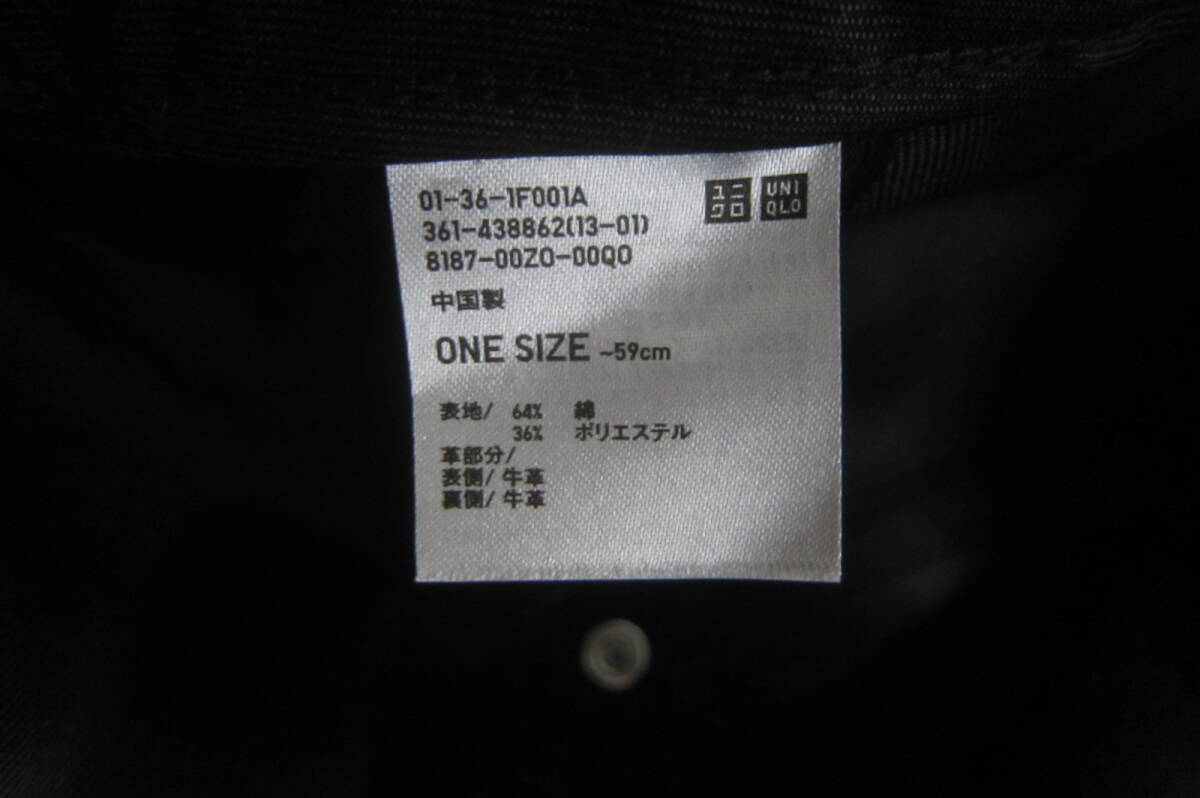 01-36-1F001A
361-438862(13-01)
8187-00Z0-00Q0
ユニ
クロ
UNI
QLO
中国製
ONE SIZE ~59cm
表地/ 64% 綿
36% ポリエステル
革部分/
表側/ 牛革
裏側/ 牛革